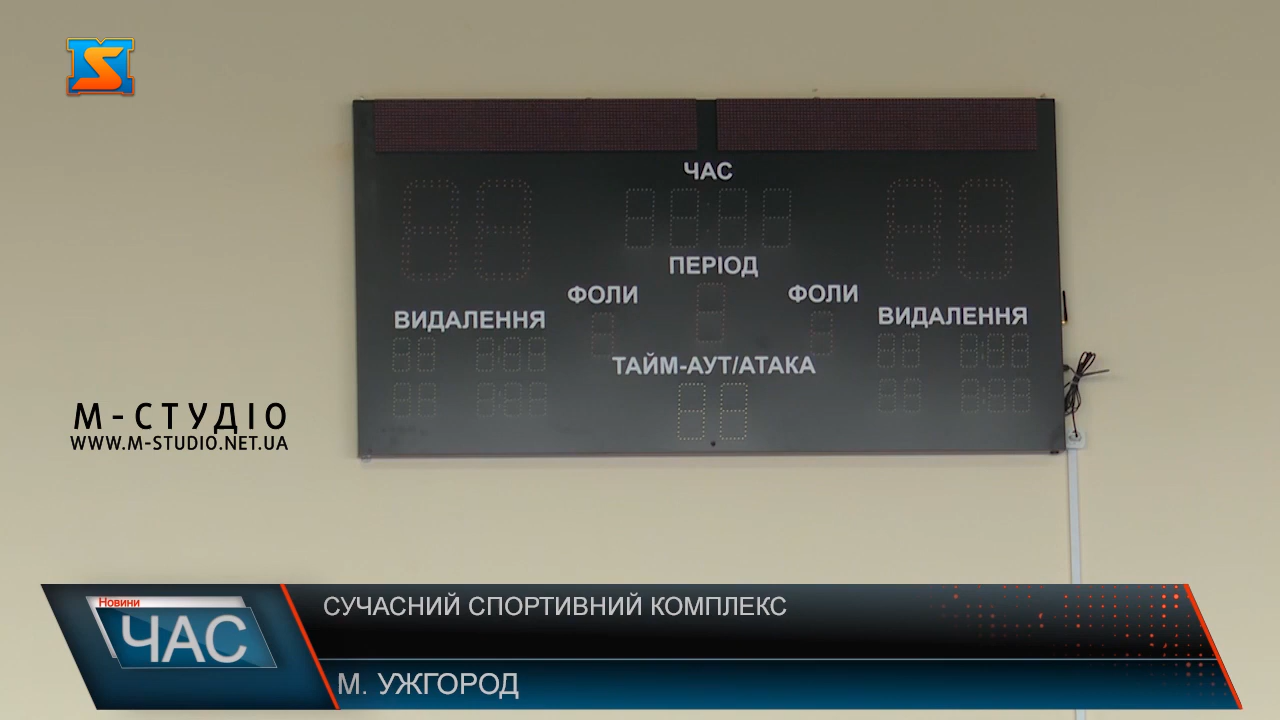 MS
ЧАС
ПЕРІОД
ФОЛИ
ФОЛИ
ВИДАЛЕННЯ
ВИДАЛЕННЯ
ТАЙМ-АУТ/АТАКА
М-СТУДІО
WWW.M-STUDIO.NET.UA
Новини
ЧАС
СУЧАСНИЙ СПОРТИВНИЙ КОМПЛЕКС
М. УЖГОРОД